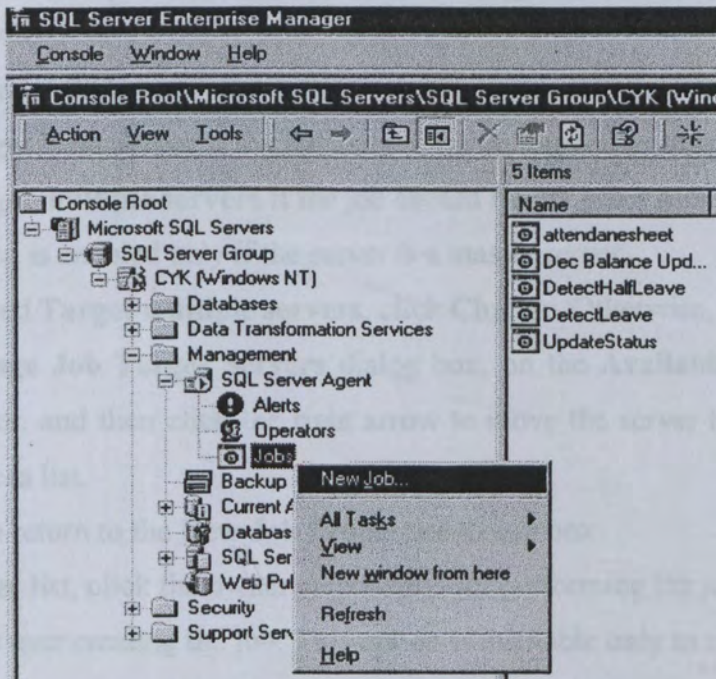 SQL Server Enterprise Manager
Console Window Help
Console Root\Microsoft SQL Servers\SQL Server Group\CYK (Win
Action View Tools
5 Items
Name
Console Root
Microsoft SQL Servers
SQL Server Group
CYK (Windows NT)
Databases
Data Transformation Services
Management
SQL Server Agent
Alerts
Operators
Jobs
Backup
Current A
Databas
SQL Ser
Web Pul
Security
Support Serv
attendanesheet
Do Balance Upd...
DetectHalfLeave
DetectLeave
UpdateStatus
New Job...
All Tasks
View
New window from here
Refresh
Help